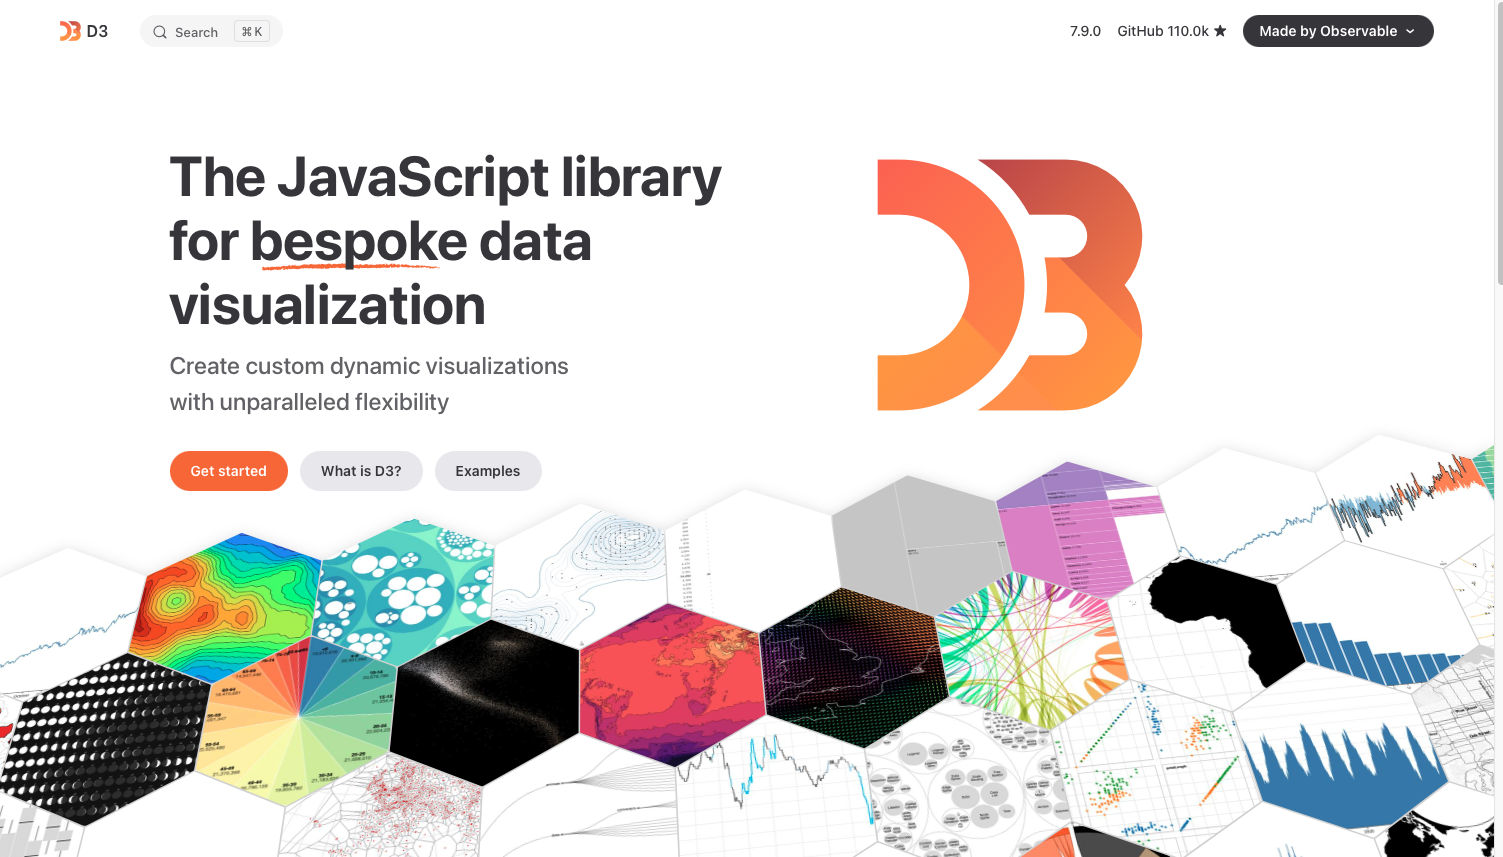 D3
Search
⌘ K
7.9.0
GitHub 110.0k ★
Made by Observable
The JavaScript library
for bespoke data
visualization
Create custom dynamic visualizations
with unparalleled flexibility
Get started
What is D3?
Examples